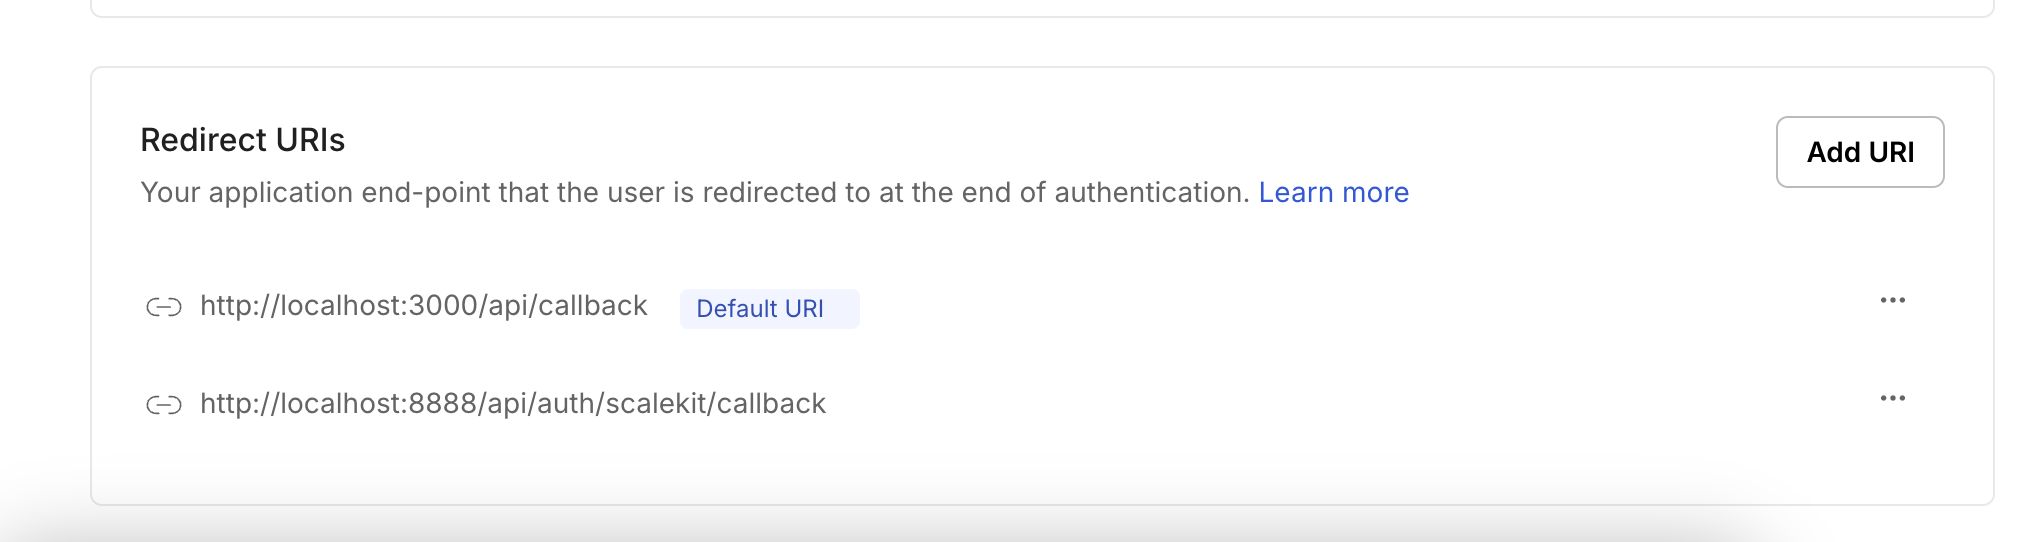 Redirect URIs
Add URI
Your application end-point that the user is redirected to at the end of authentication. Learn more
http://localhost:3000/api/callback Default URI
http://localhost:8888/api/auth/scalekit/callback